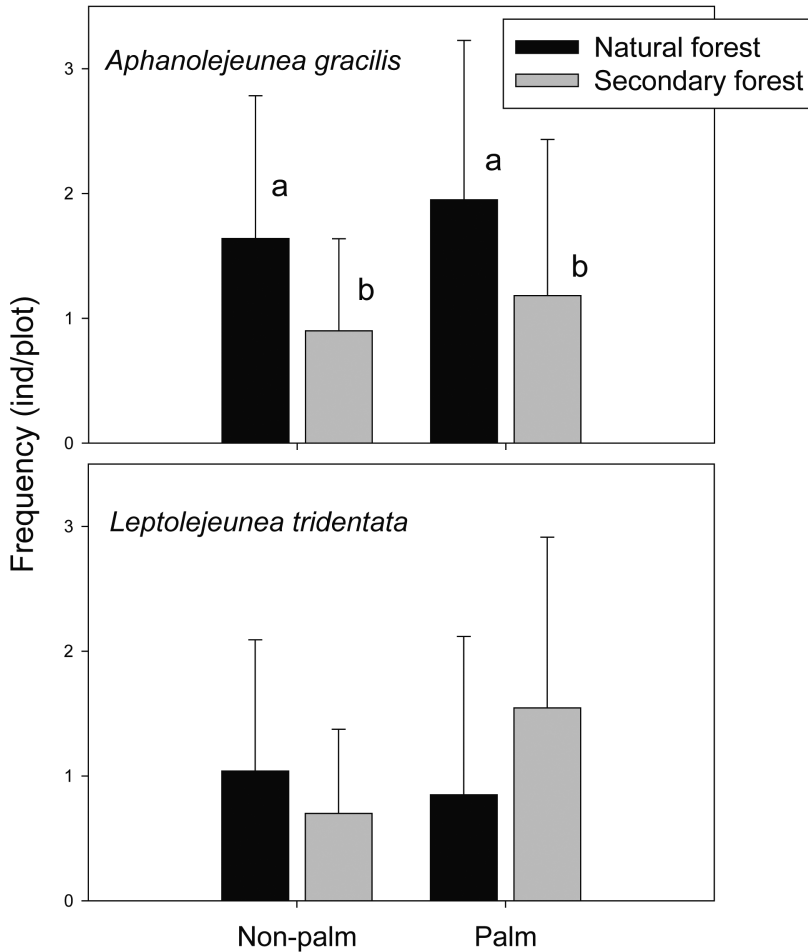 Natural forest
Secondary forest
Aphanolejeunea gracilis
3
2
1
0
a
b
a
b
Frequency (ind/plot)
Leptolejeunea tridentata
3
2
1
0
Non-palm
Palm